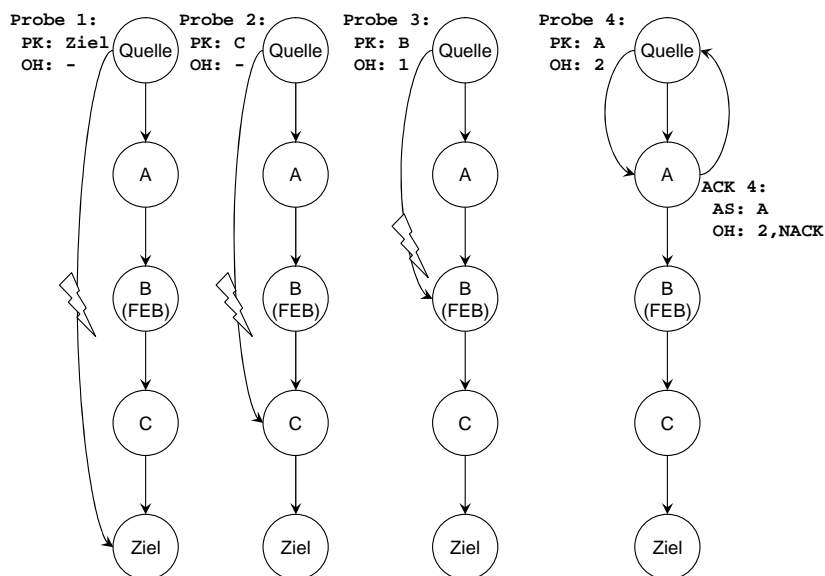 Probe 1:
PK: Ziel
OH: -
Quelle
A
B
(FEB)
C
Ziel
Probe 2:
PK: C
OH: -
Quelle
A
B
(FEB)
C
Ziel
Probe 3:
PK: B
OH: 1
Quelle
A
B
(FEB)
C
Ziel
Probe 4:
PK: A
OH: 2
Quelle
A
ACK 4:
AS: A
OH: 2,NACK
B
(FEB)
C
Ziel